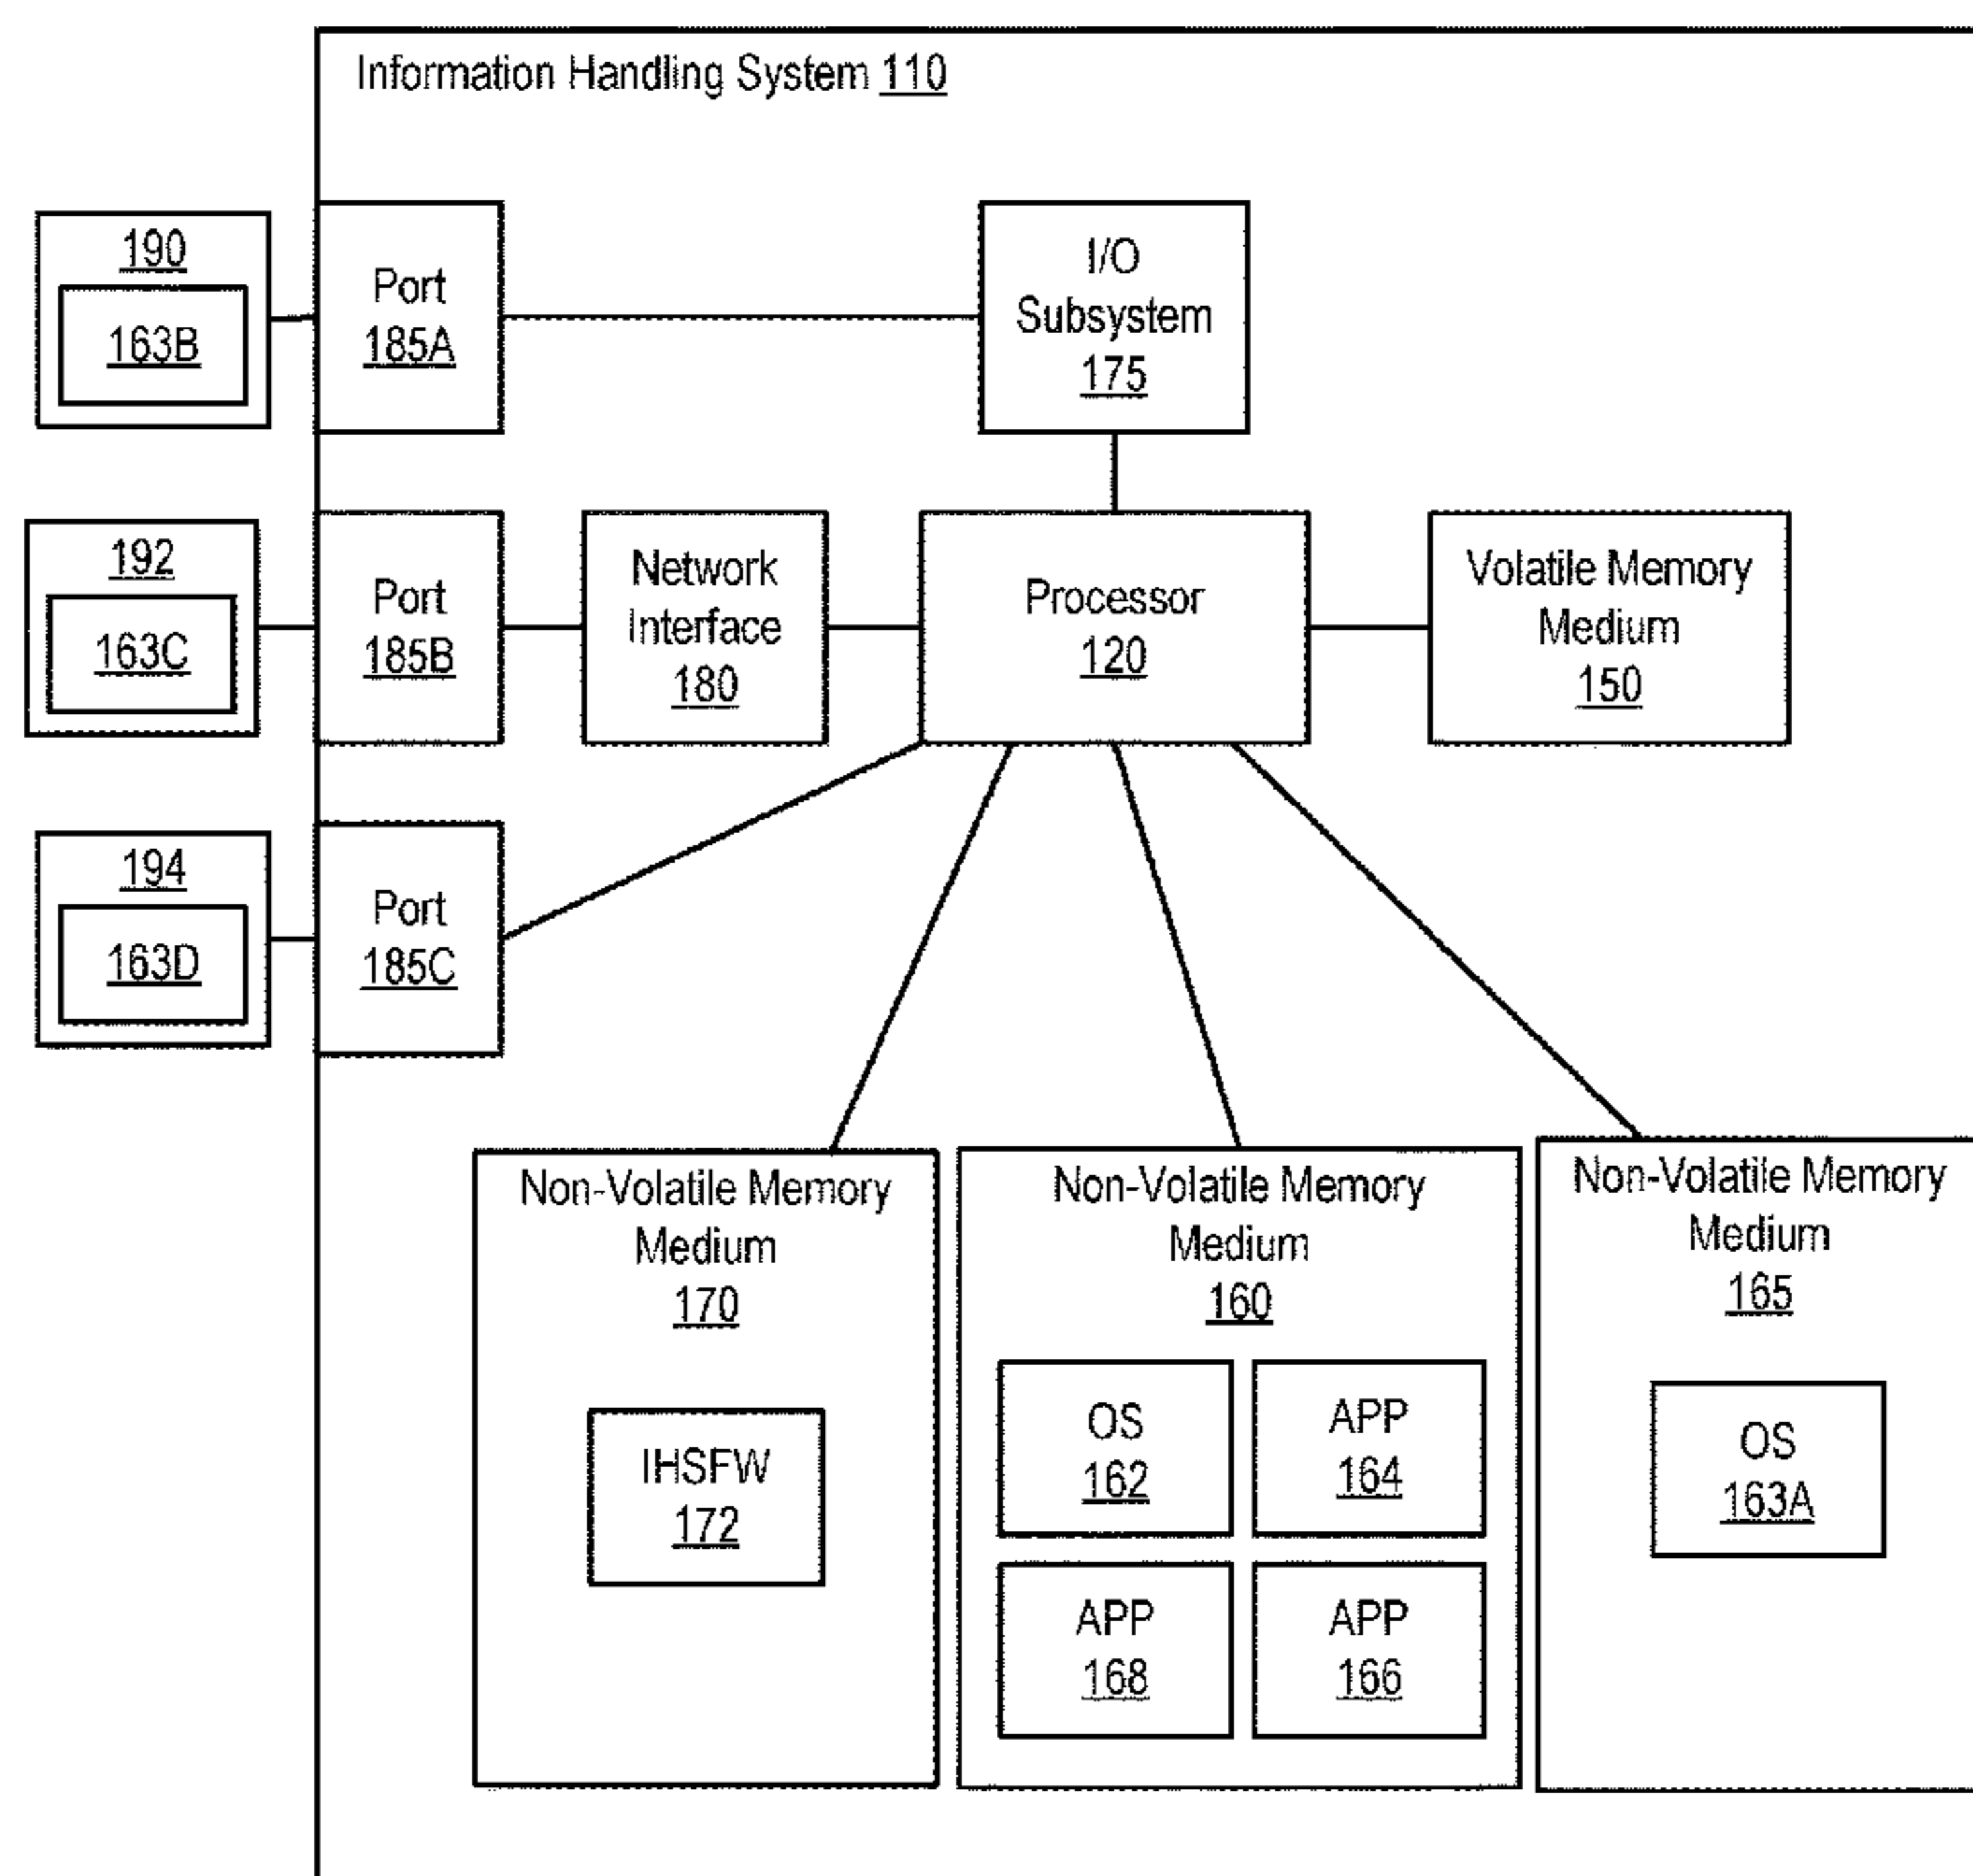 Information Handling System 110
190
163B
Port
185A
I/O
Subsystem
175
192
163C
Port
185B
Network
Interface
180
Processor
120
Volatile Memory
Medium
150
194
163D
Port
185C
Non-Volatile Memory
Medium
170
IHSFW
172
Non-Volatile Memory
Medium
160
OS
162
APP
164
APP
168
APP
166
Non-Volatile Memory
Medium
165
OS
163A